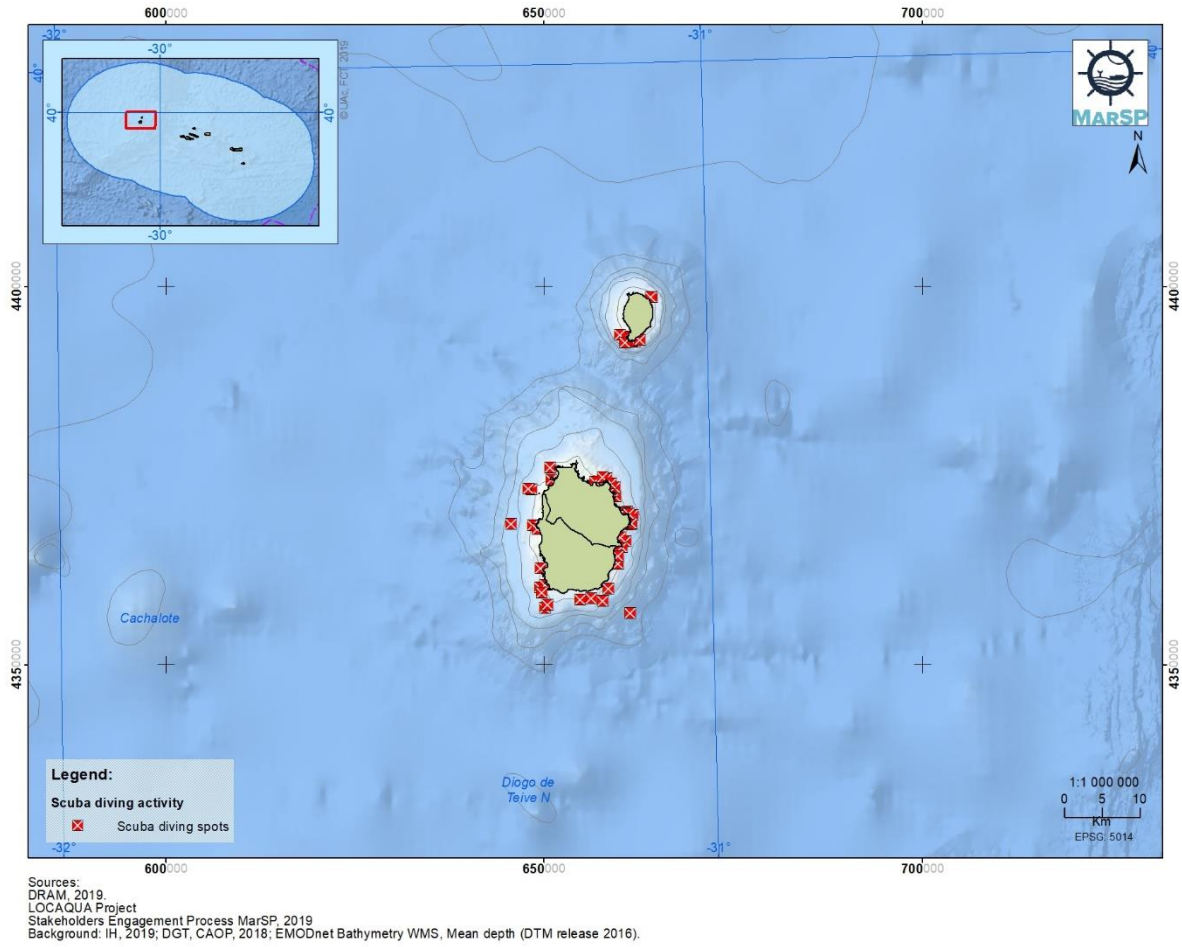 600000 650000 700000
-32° -31°
-30°
40° 40°
40° 40°
-30°
© UAc, FCT 2019
MARSP
N
4400000 4400000
Cachalote
4350000 4350000
Diogo de
Teive N
Legend:
Scuba diving activity
Scuba diving spots
1:1 000 000
0 5 10
Km
EPSG: 5014
-32° -31°
600000 650000 700000
Sources:
DRAM, 2019.
LOCAQUA Project
Stakeholders Engagement Process MarSP, 2019
Background: IH, 2019; DGT, CAOP, 2018; EMODnet Bathymetry WMS, Mean depth (DTM release 2016).